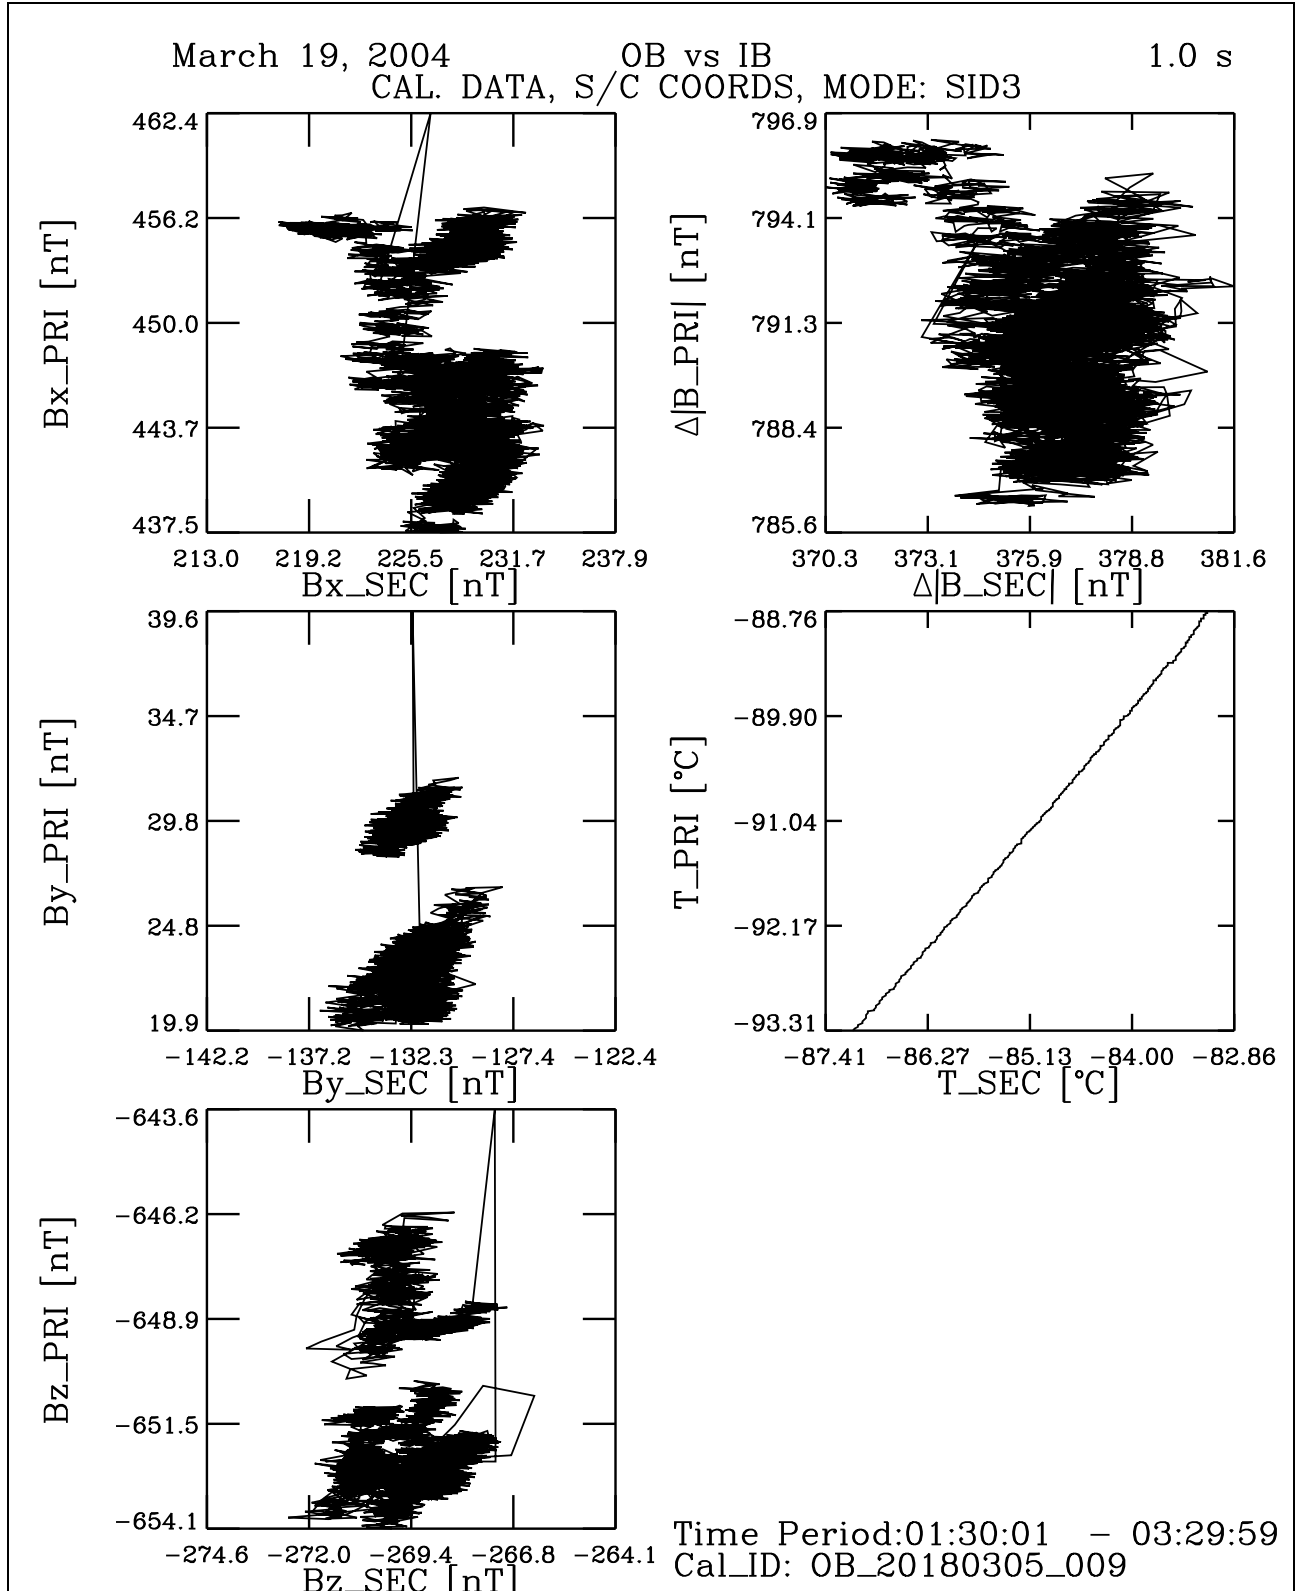 March 19, 2004 OB vs IB 1.0 s
CAL. DATA, S/C COORDS, MODE: SID3
462.4
456.2
450.0
443.7
437.5
Bx_PRI [nT]
213.0 219.2 225.5 231.7 237.9
Bx_SEC [nT]
796.9
794.1
791.3
788.4
785.6
Δ|B_PRI| [nT]
370.3 373.1 375.9 378.8 381.6
Δ|B_SEC| [nT]
39.6
34.7
29.8
24.8
19.9
By_PRI [nT]
-142.2 -137.2 -132.3 -127.4 -122.4
By_SEC [nT]
-88.76
-89.90
-91.04
-92.17
-93.31
T_PRI [°C]
-87.41 -86.27 -85.13 -84.00 -82.86
T_SEC [°C]
-643.6
-646.2
-648.9
-651.5
-654.1
Bz_PRI [nT]
-274.6 -272.0 -269.4 -266.8 -264.1
Bz_SEC [nT]
Time Period:01:30:01 - 03:29:59
Cal_ID: OB_20180305_009